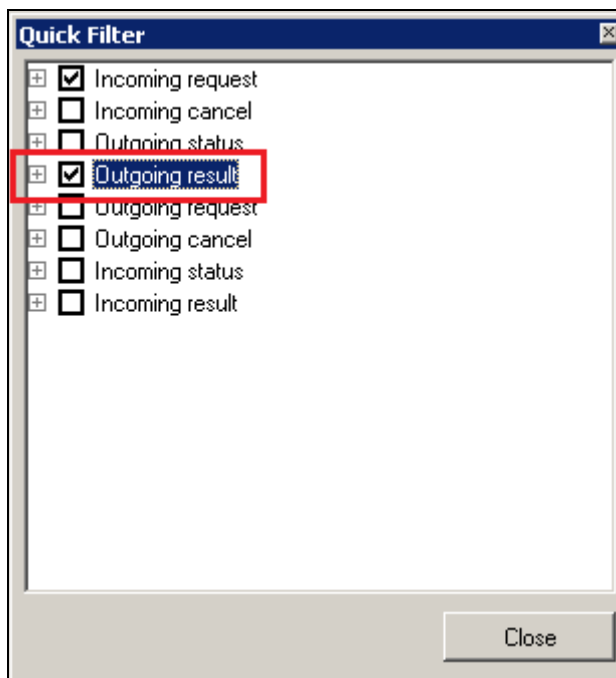 Quick Filter
Incoming request
Incoming cancel
Outgoing status
Outgoing result
Outgoing request
Outgoing cancel
Incoming status
Incoming result
Close